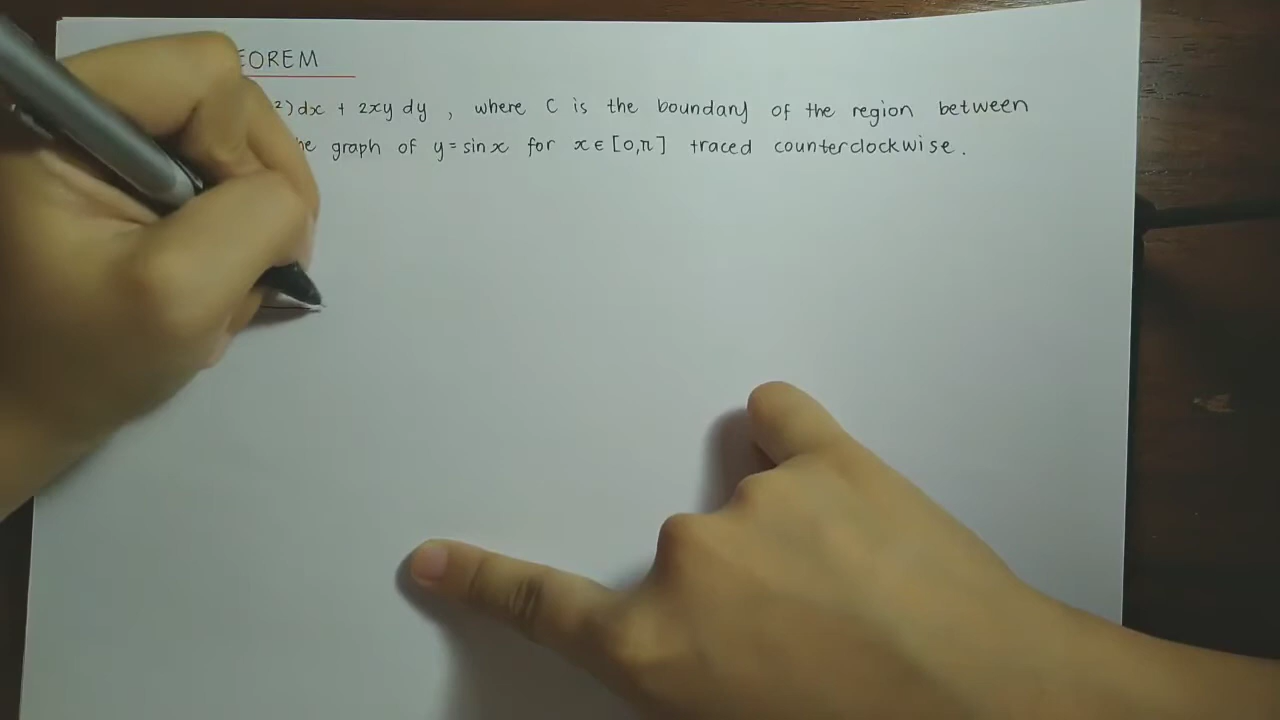 EOREM
²)dx + 2xy dy , where C is the boundary of the region between
he graph of y = sin x for x ∈ [0,π] traced counterclockwise.